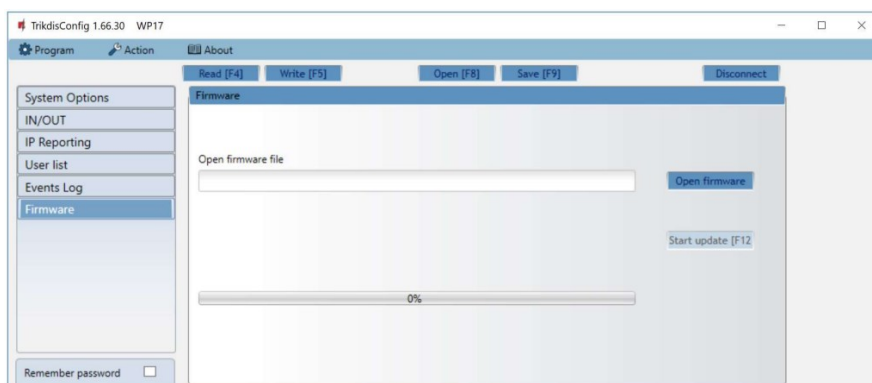 TrikdisConfig 1.66.30 WP17
Program Action About
Read [F4] Write [F5] Open [F8] Save [F9] Disconnect
System Options
IN/OUT
IP Reporting
User list
Events Log
Firmware
Remember password
Firmware
Open firmware file
Open firmware
Start update [F12
0%